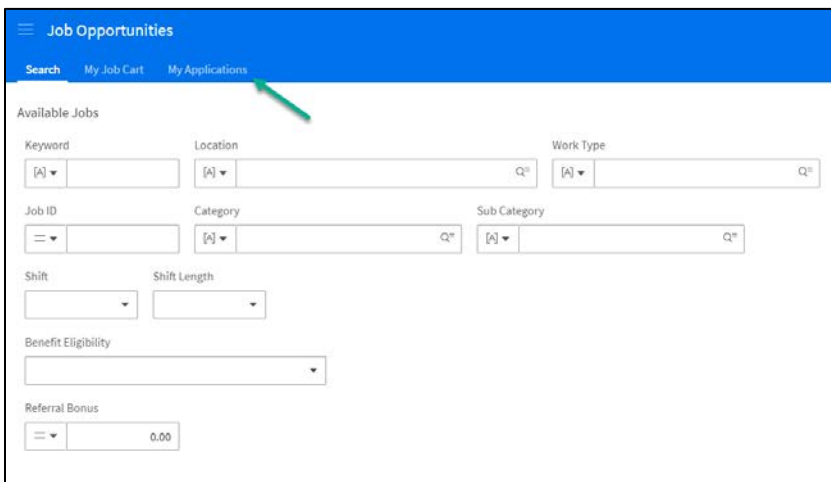 Job Opportunities
Search My Job Cart My Applications
Available Jobs
Keyword Location Work Type
[A] [A] [A]
Job ID Category Sub Category
= [A] [A]
Shift Shift Length
Benefit Eligibility
Referral Bonus
= 0.00